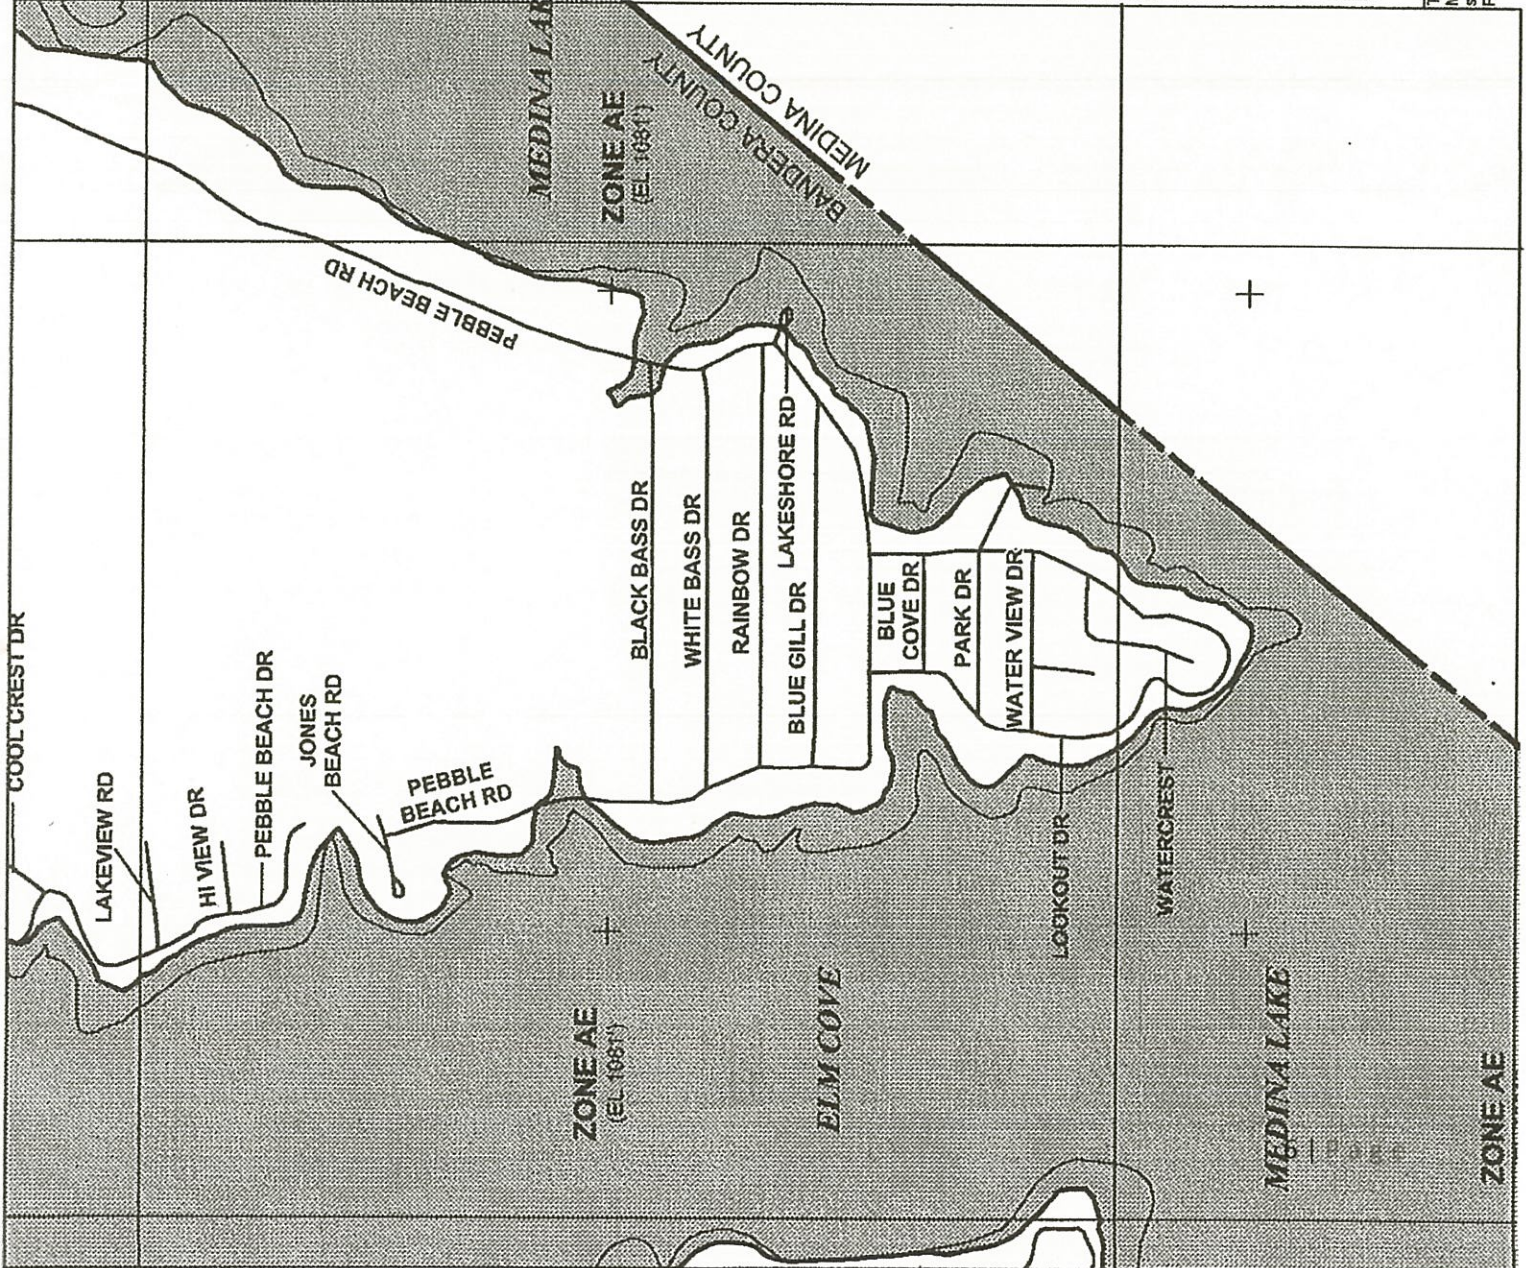 COOL CREST DR
LAKEVIEW RD
HI VIEW DR
PEBBLE BEACH DR
JONES
BEACH RD
PEBBLE
BEACH RD
PEBBLE BEACH RD
MEDINA LAK
ZONE AE
(EL 1081')
BANDERA COUNTY
MEDINA COUNTY
BLACK BASS DR
WHITE BASS DR
RAINBOW DR
LAKESHORE RD
BLUE GILL DR
BLUE
COVE DR
PARK DR
WATER VIEW DR
LOOKOUT DR
WATERCREST
ZONE AE
(EL 1081')
ELM COVE
MEDINA LAKE
| Page
ZONE AE